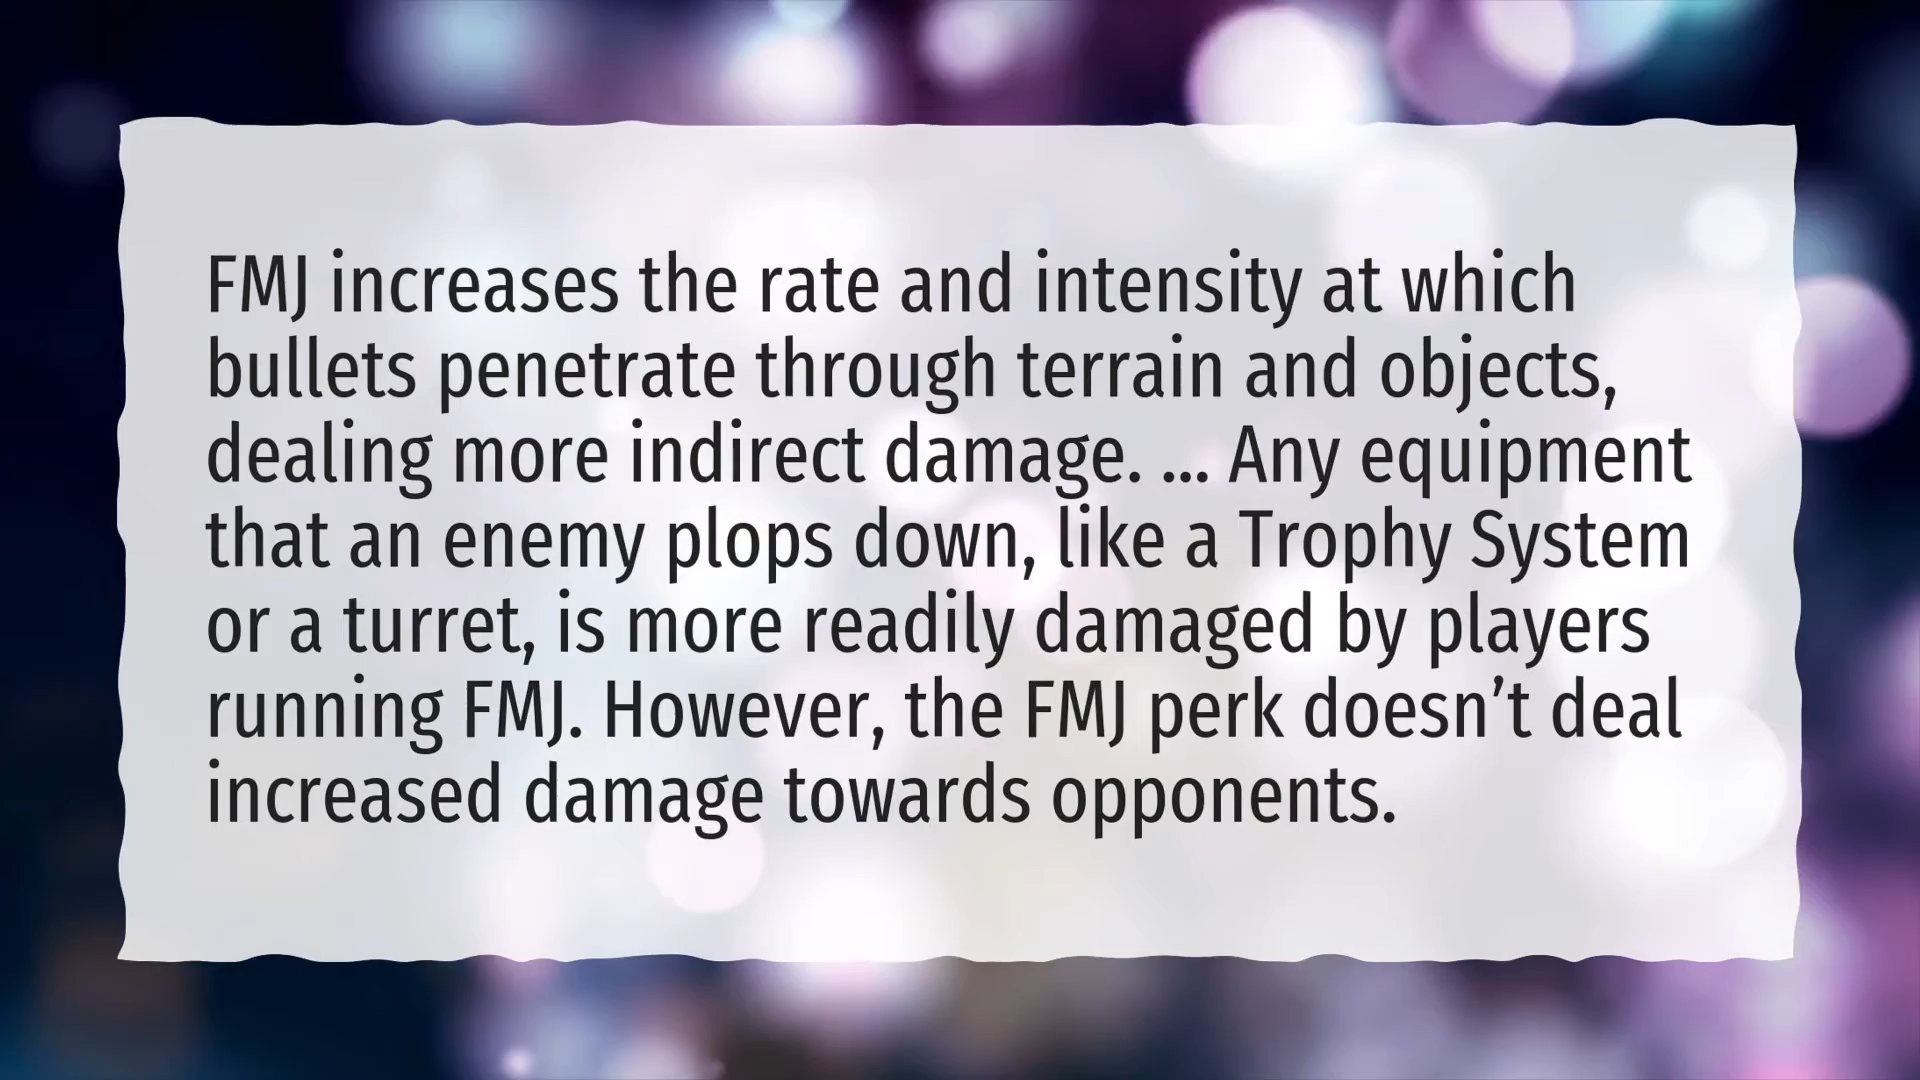 FMJ increases the rate and intensity at which
bullets penetrate through terrain and objects,
dealing more indirect damage. ... Any equipment
that an enemy plops down, like a Trophy System
or a turret, is more readily damaged by players
running FMJ. However, the FMJ perk doesn’t deal
increased damage towards opponents.